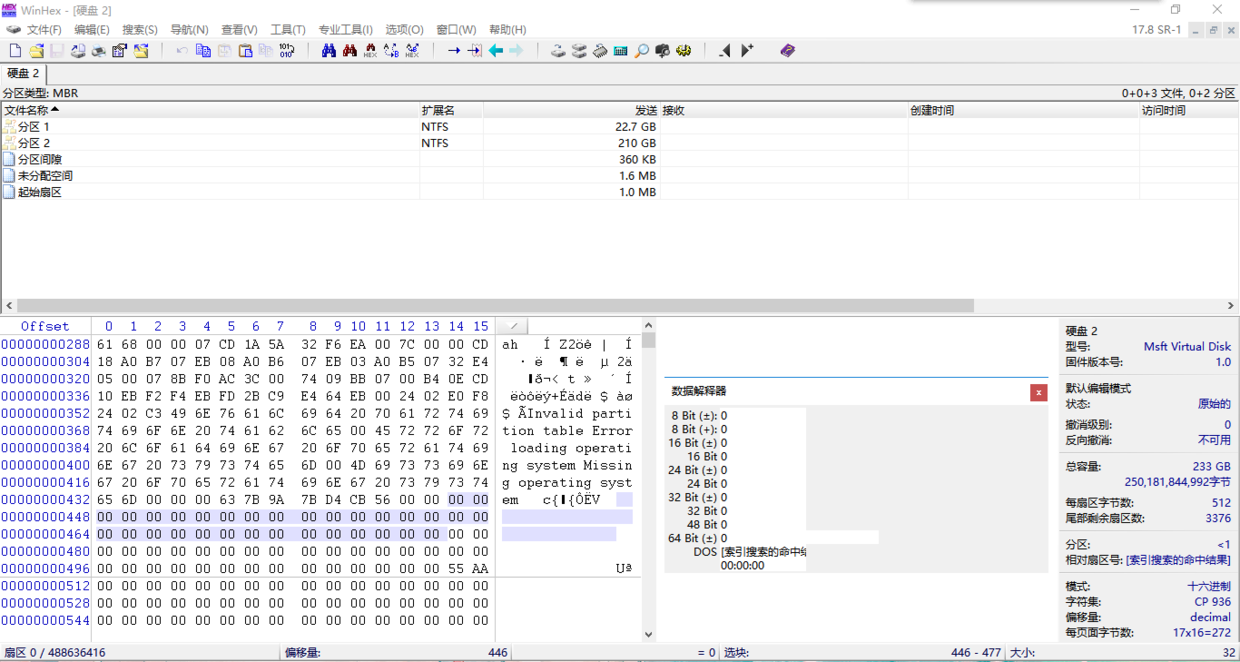 WinHex - [硬盘 2]
文件(F) 编辑(E) 搜索(S) 导航(N) 查看(V) 工具(T) 专业工具(I) 选项(O) 窗口(W) 帮助(H) 17.8 SR-1
硬盘 2
分区类型: MBR 0+0+3 文件, 0+2 分区
文件名称 扩展名 发送 接收 创建时间 访问时间
分区 1 NTFS 22.7 GB
分区 2 NTFS 210 GB
分区间隙 360 KB
未分配空间 1.6 MB
起始扇区 1.0 MB
Offset 0 1 2 3 4 5 6 7 8 9 10 11 12 13 14 15
00000000288 61 68 00 00 07 CD 1A 5A 32 F6 EA 00 7C 00 00 CD ah Í Z2öê | Í
00000000304 18 A0 B7 07 EB 08 A0 B6 07 EB 03 A0 B5 07 32 E4 · ë ¶ ë µ 2ä
00000000320 05 00 07 8B F0 AC 3C 00 74 09 BB 07 00 B4 0E CD ð¬< t » ´ Í
00000000336 10 EB F2 F4 EB FD 2B C9 E4 64 EB 00 24 02 E0 F8 ëòôëý+Éädë $ àø
00000000352 24 02 C3 49 6E 76 61 6C 69 64 20 70 61 72 74 69 $ ÃInvalid parti
00000000368 74 69 6F 6E 20 74 61 62 6C 65 00 45 72 72 6F 72 tion table Error
00000000384 20 6C 6F 61 64 69 6E 67 20 6F 70 65 72 61 74 69 loading operati
00000000400 6E 67 20 73 79 73 74 65 6D 00 4D 69 73 73 69 6E ng system Missin
00000000416 67 20 6F 70 65 72 61 74 69 6E 67 20 73 79 73 74 g operating syst
00000000432 65 6D 00 00 00 63 7B 9A 7B D4 CB 56 00 00 00 00 em c{ {ÔËV
00000000448 00 00 00 00 00 00 00 00 00 00 00 00 00 00 00 00
00000000464 00 00 00 00 00 00 00 00 00 00 00 00 00 00 00 00
00000000480 00 00 00 00 00 00 00 00 00 00 00 00 00 00 00 00
00000000496 00 00 00 00 00 00 00 00 00 00 00 00 00 00 55 AA Uª
00000000512 00 00 00 00 00 00 00 00 00 00 00 00 00 00 00 00
00000000528 00 00 00 00 00 00 00 00 00 00 00 00 00 00 00 00
00000000544 00 00 00 00 00 00 00 00 00 00 00 00 00 00 00 00
数据解释器
8 Bit (±): 0
8 Bit (+): 0
16 Bit (±) 0
16 Bit 0
24 Bit (±) 0
24 Bit 0
32 Bit (±) 0
32 Bit 0
48 Bit 0
64 Bit (±) 0
DOS [索引搜索的命中结
00:00:00
硬盘 2
型号: Msft Virtual Disk
固件版本号: 1.0
默认编辑模式
状态: 原始的
撤消级别: 0
反向撤消: 不可用
总容量: 233 GB
250,181,844,992字节
每扇区字节数: 512
尾部剩余扇区数: 3376
分区: <1
相对扇区号: [索引搜索的命中结果]
模式: 十六进制
字符集: CP 936
偏移量: decimal
每页面字节数: 17x16=272
扇区 0 / 488636416 偏移量: 446 = 0 选块: 446 - 477 大小: 32